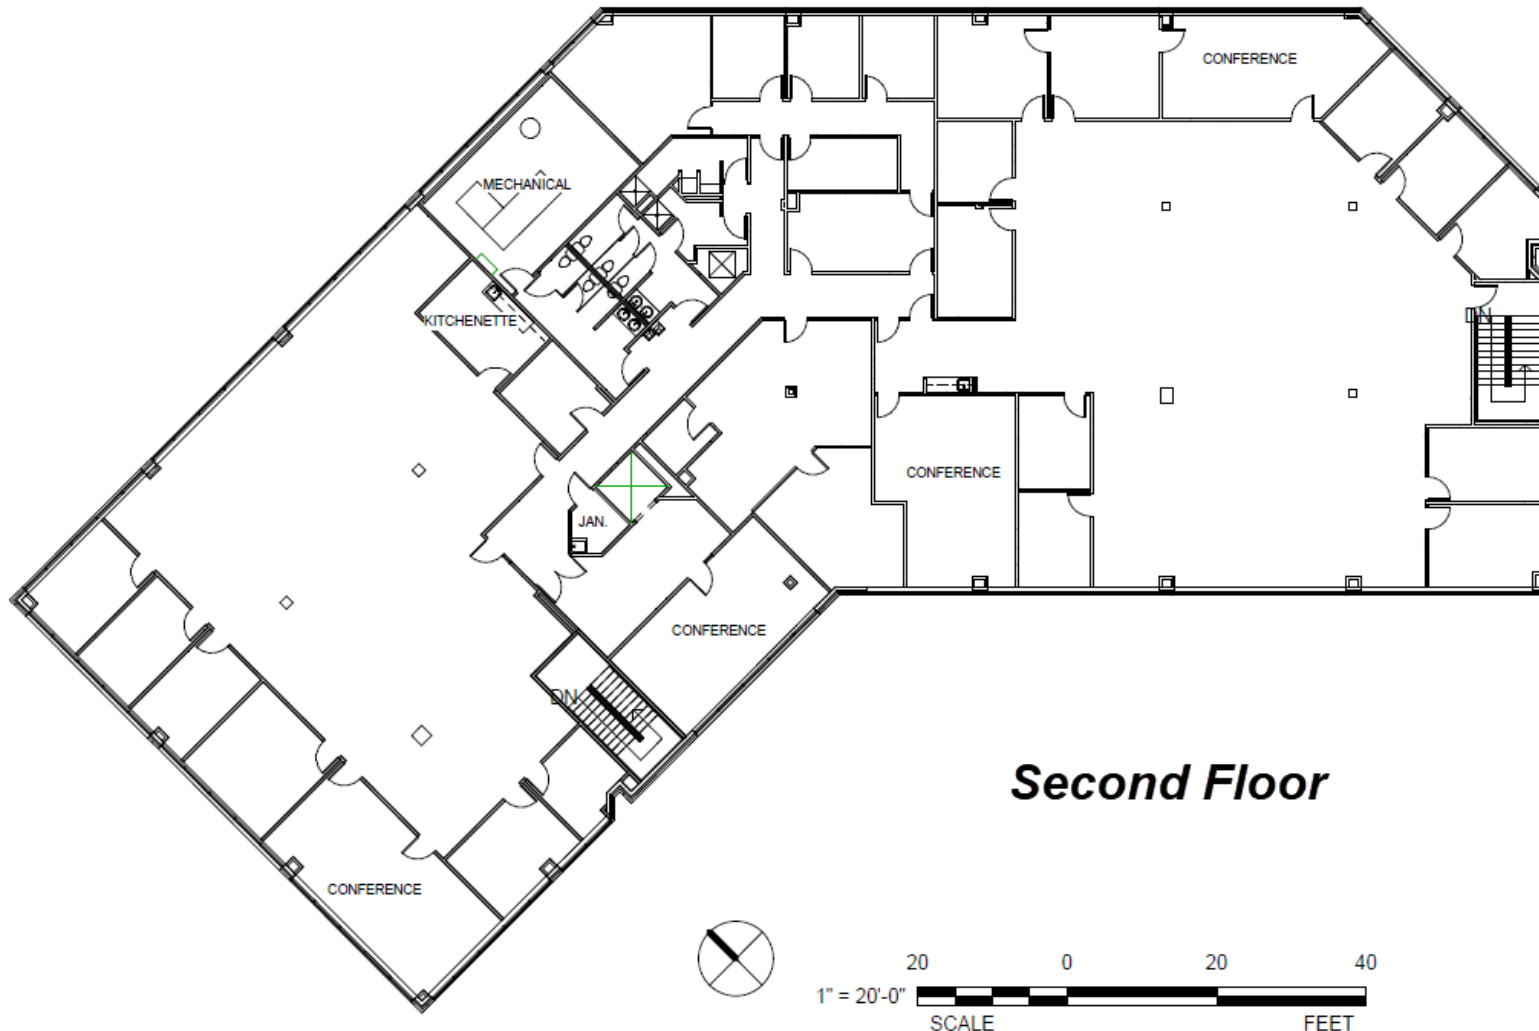 CONFERENCE
MECHANICAL
KITCHENETTE
DN
CONFERENCE
JAN.
CONFERENCE
DN
Second Floor
CONFERENCE
20 0 20 40
1" = 20'-0"
SCALE FEET